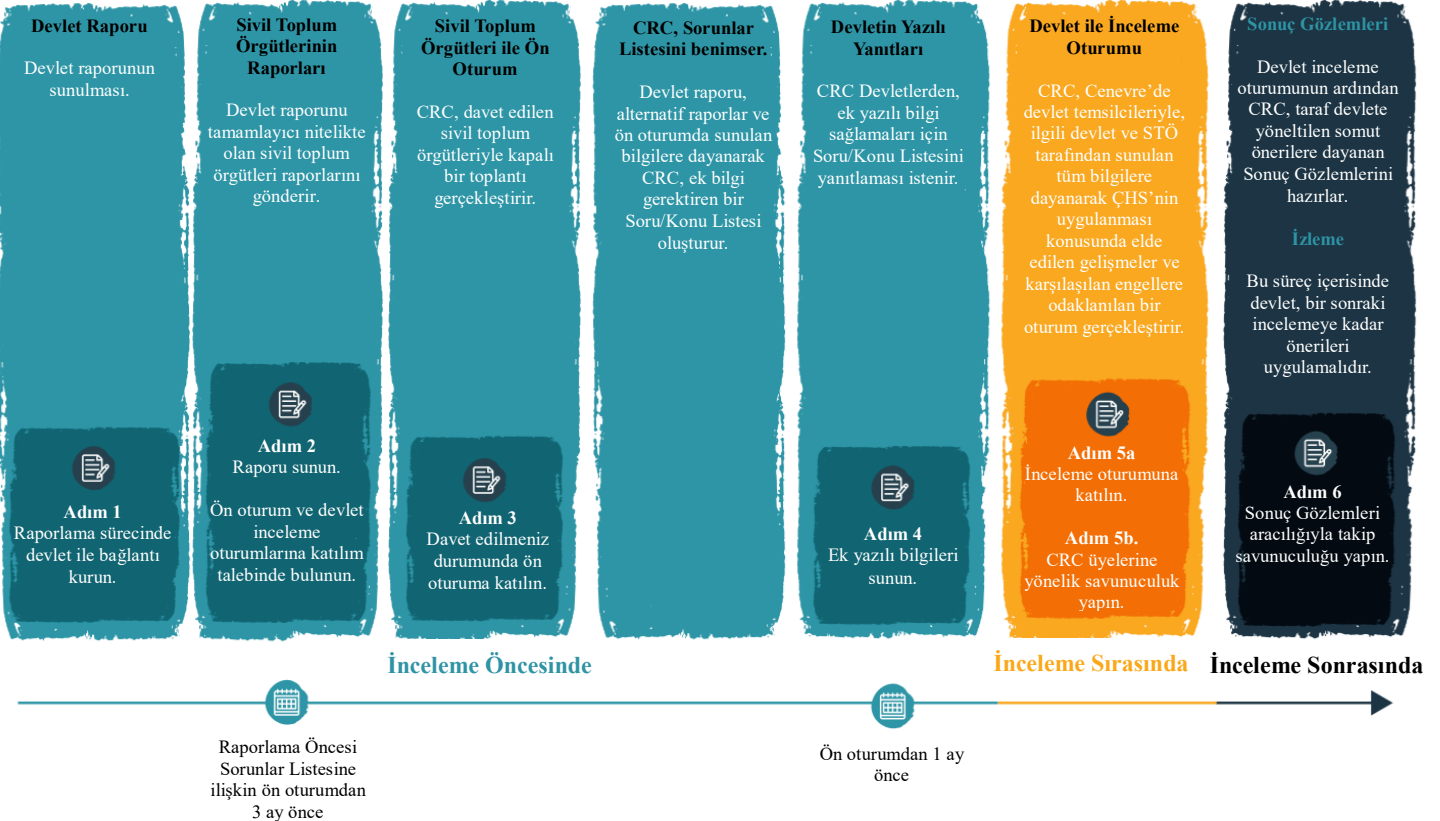 Devlet Raporu
Devlet raporunun
sunulması.
Adım 1
Raporlama sürecinde
devlet ile bağlantı
kurun.
Sivil Toplum
Örgütlerinin
Raporları
Devlet raporunu
tamamlayıcı nitelikte
olan sivil toplum
örgütleri raporlarını
gönderir.
Adım 2
Raporu sunun.
Ön oturum ve devlet
inceleme
oturumlarına katılım
talebinde bulunun.
Sivil Toplum
Örgütleri ile Ön
Oturum
CRC, davet edilen
sivil toplum
örgütleriyle kapalı
bir toplantı
gerçekleştirir.
Adım 3
Davet edilmeniz
durumunda ön
oturuma katılın.
CRC, Sorunlar
Listesini benimser.
Devlet raporu,
alternatif raporlar ve
ön oturumda sunulan
bilgilere dayanarak
CRC, ek bilgi
gerektiren bir
Soru/Konu Listesi
oluşturur.
Devletin Yazılı
Yanıtları
CRC Devletlerden,
ek yazılı bilgi
sağlamaları için
Soru/Konu Listesini
yanıtlaması istenir.
Adım 4
Ek yazılı bilgileri
sunun.
Devlet ile İnceleme
Oturumu
CRC, Cenevre’de
devlet temsilcileriyle,
ilgili devlet ve STÖ
tarafından sunulan
tüm bilgilere
dayanarak ÇHS’nin
uygulanması
konusunda elde
edilen gelişmeler ve
karşılaşılan engellere
odaklanılan bir
oturum gerçekleştirir.
Adım 5a
İnceleme oturumuna
katılın.
Adım 5b.
CRC üyelerine
yönelik savunuculuk
yapın.
Sonuç Gözlemleri
Devlet inceleme
oturumunun ardından
CRC, taraf devlete
yöneltilen somut
önerilere dayanan
Sonuç Gözlemlerini
hazırlar.
İzleme
Bu süreç içerisinde
devlet, bir sonraki
incelemeye kadar
önerileri
uygulamalıdır.
Adım 6
Sonuç Gözlemleri
aracılığıyla takip
savunuculuğu yapın.
İnceleme Öncesinde
İnceleme Sırasında
İnceleme Sonrasında
Raporlama Öncesi
Sorunlar Listesine
ilişkin ön oturumdan
3 ay önce
Ön oturumdan 1 ay
önce